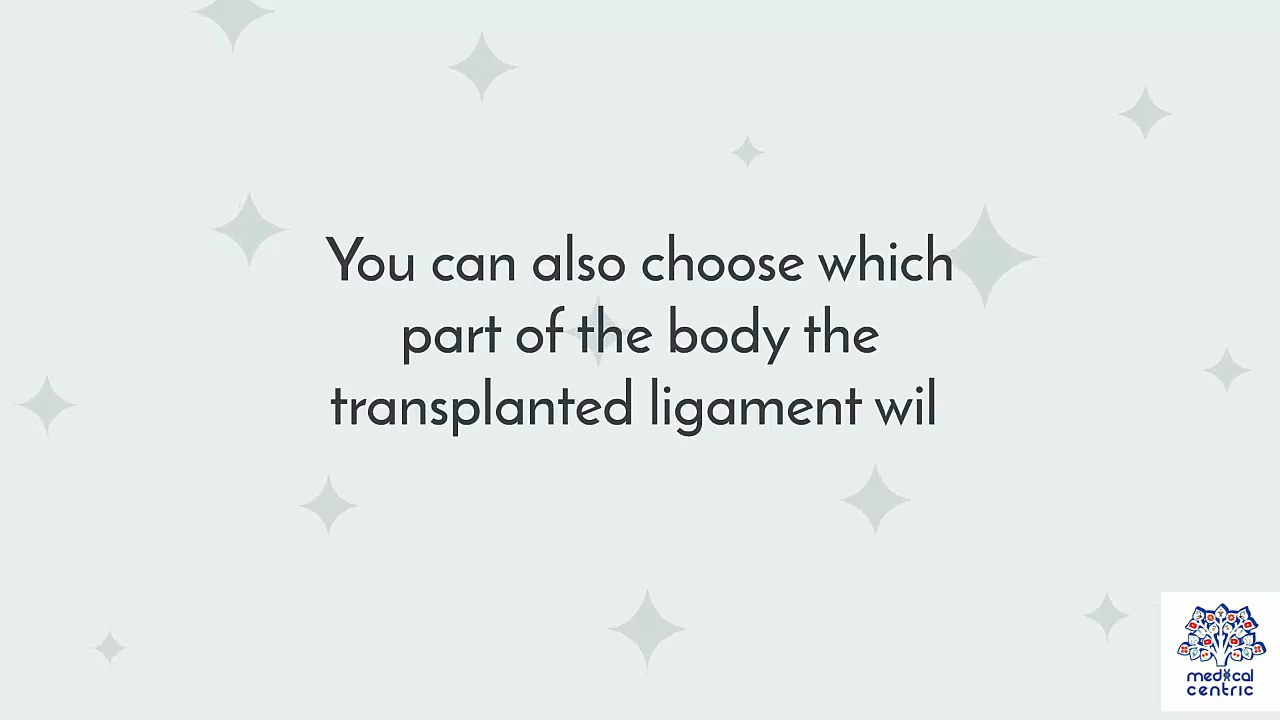 You can also choose which
part of the body the
transplanted ligament wil
medical
centric